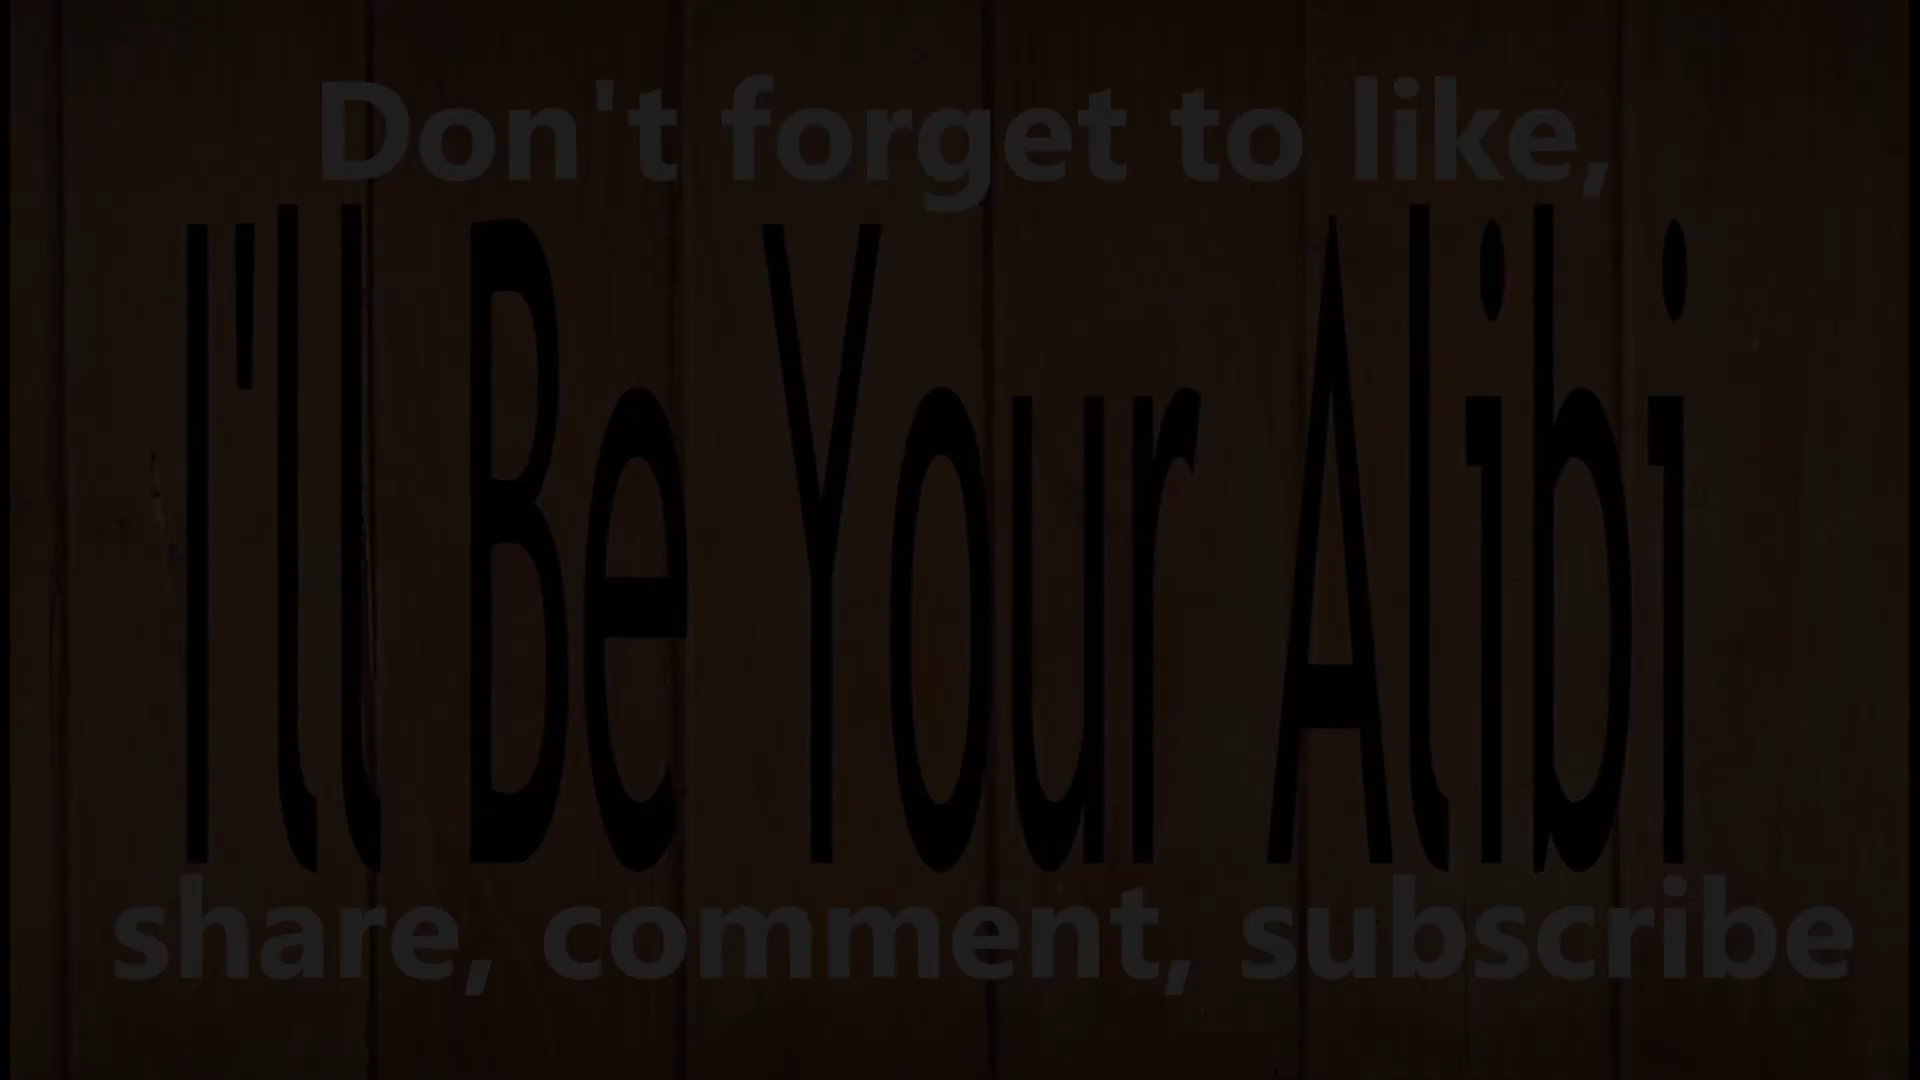 Don't forget to like,
I'll Be Your Alibi
share, comment, subscribe